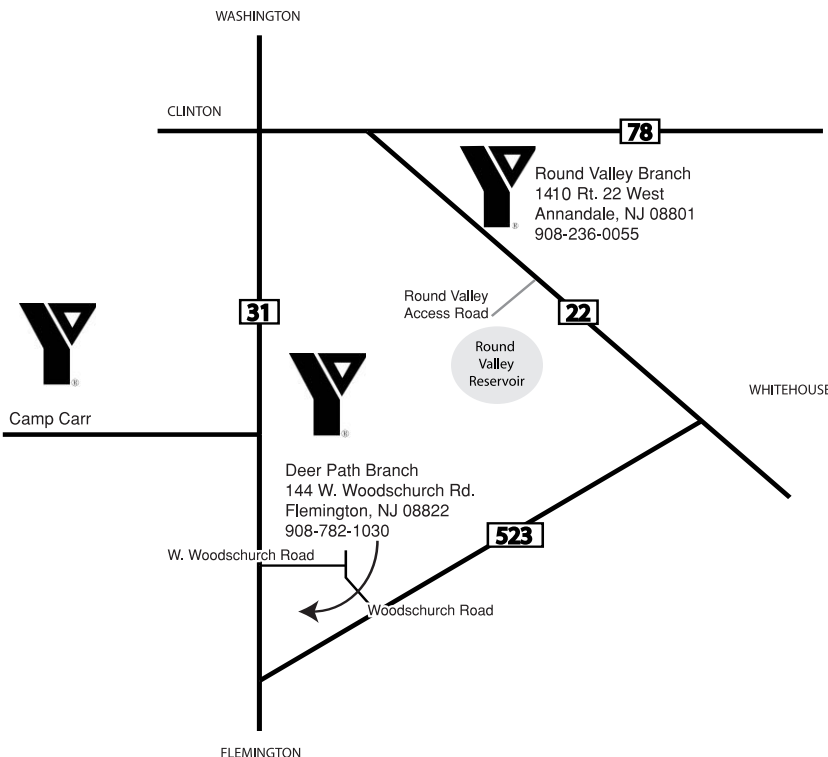 WASHINGTON
CLINTON
78
Round Valley Branch
1410 Rt. 22 West
Annandale, NJ 08801
908-236-0055
31
Round Valley
Access Road
22
Round
Valley
Reservoir
WHITEHOUSE
Camp Carr
Deer Path Branch
144 W. Woodschurch Rd.
Flemington, NJ 08822
908-782-1030
523
W. Woodschurch Road
Woodschurch Road
FLEMINGTON